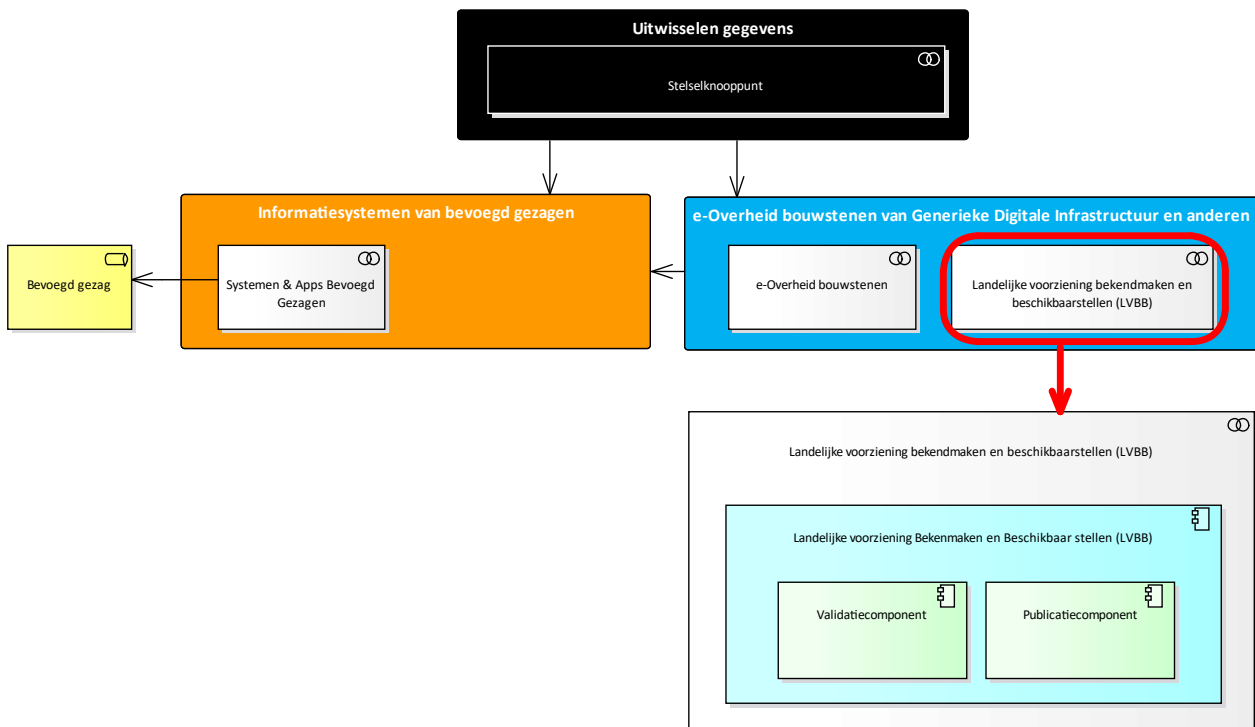 Uitwisselen gegevens
Stelselknooppunt
Informatiesystemen van bevoegd gezagen
e-Overheid bouwstenen van Generieke Digitale Infrastructuur en anderen
Bevoegd gezag
Systemen & Apps Bevoegd
Gezagen
e-Overheid bouwstenen
Landelijke voorziening bekendmaken en
beschikbaarstellen (LVBB)
Landelijke voorziening bekendmaken en beschikbaarstellen (LVBB)
Landelijke voorziening Bekenmaken en Beschikbaar stellen (LVBB)
Validatiecomponent
Publicatiecomponent